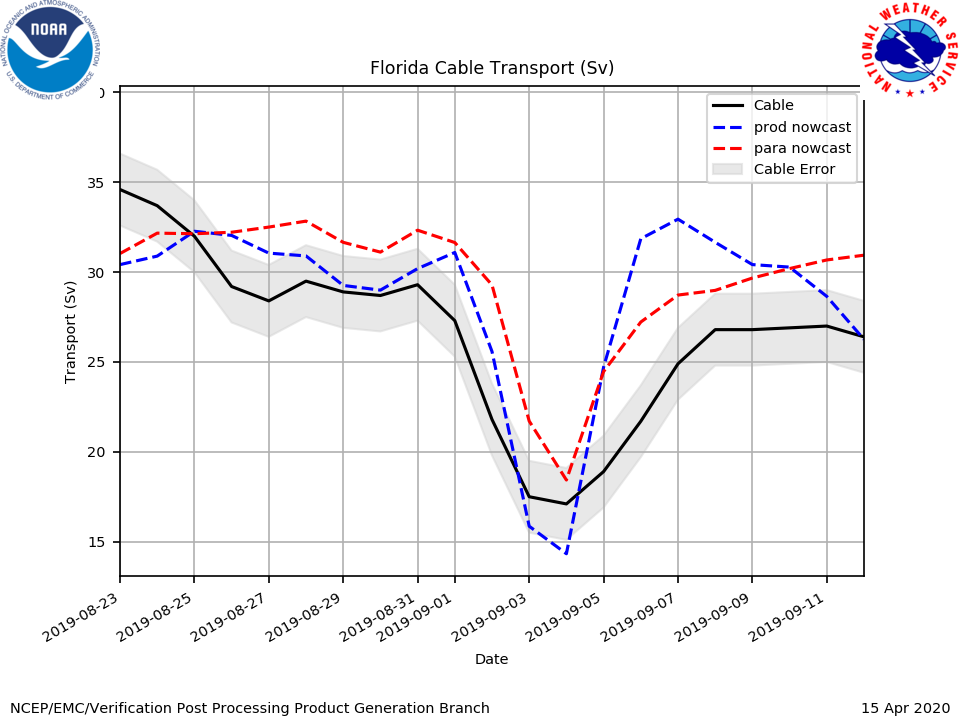 NATIONAL OCEANIC AND ATMOSPHERIC ADMINISTRATION
NOAA
U.S. DEPARTMENT OF COMMERCE
NATIONAL WEATHER SERVICE
Florida Cable Transport (Sv)
Cable
prod nowcast
para nowcast
Cable Error
Transport (Sv)
35
30
25
20
15
2019-08-23
2019-08-25
2019-08-27
2019-08-29
2019-08-31
2019-09-01
2019-09-03
2019-09-05
2019-09-07
2019-09-09
2019-09-11
Date
NCEP/EMC/Verification Post Processing Product Generation Branch
15 Apr 2020